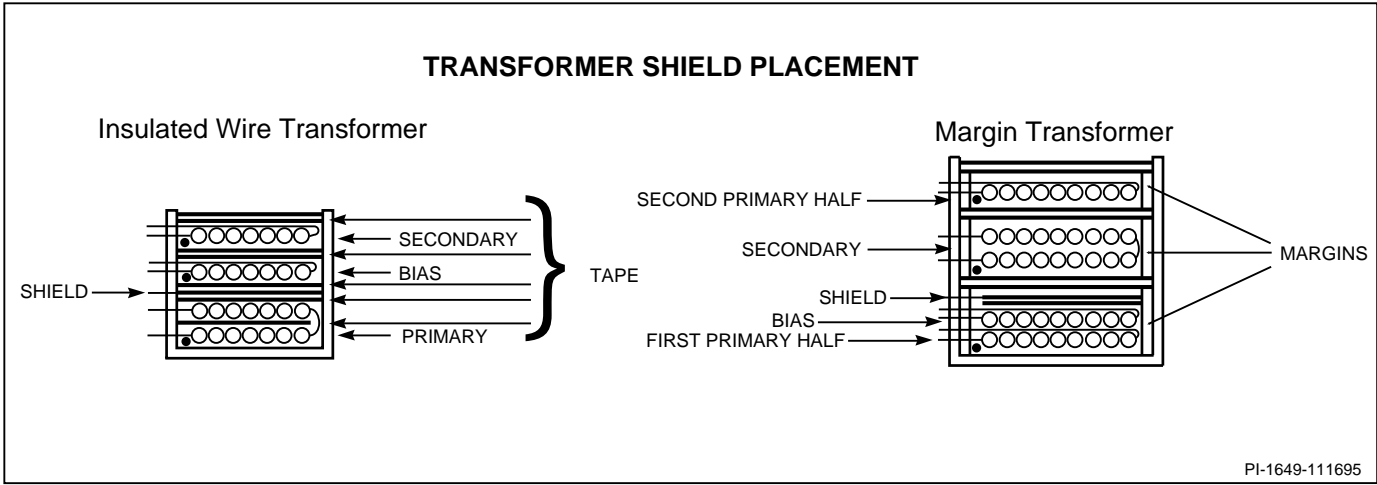 TRANSFORMER SHIELD PLACEMENT
Insulated Wire Transformer
SHIELD
SECONDARY
BIAS
PRIMARY
TAPE
Margin Transformer
SECOND PRIMARY HALF
SECONDARY
SHIELD
BIAS
FIRST PRIMARY HALF
MARGINS
PI-1649-111695